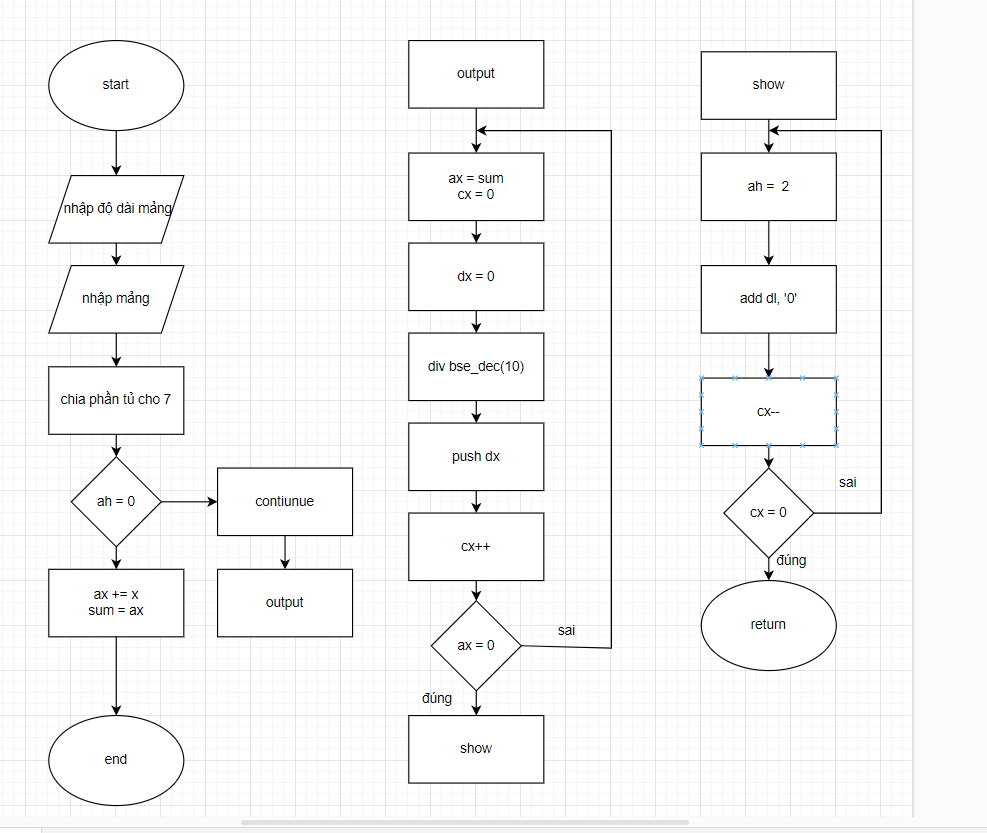 start
nhập độ dài mảng
nhập mảng
chia phần tủ cho 7
ah = 0
contiunue
ax += x
sum = ax
output
end
output
ax = sum
cx = 0
dx = 0
div bse_dec(10)
push dx
cx++
ax = 0
sai
đúng
show
show
ah =  2
add dl, '0'
cx--
cx = 0
sai
đúng
return